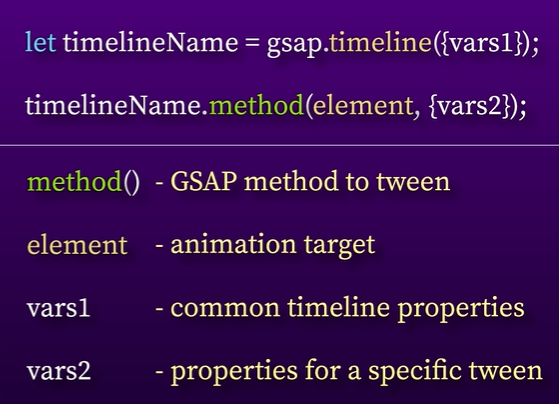 let timelineName = gsap.timeline({vars1});
timelineName.method(element, {vars2});
method() - GSAP method to tween
element - animation target
vars1 - common timeline properties
vars2 - properties for a specific tween